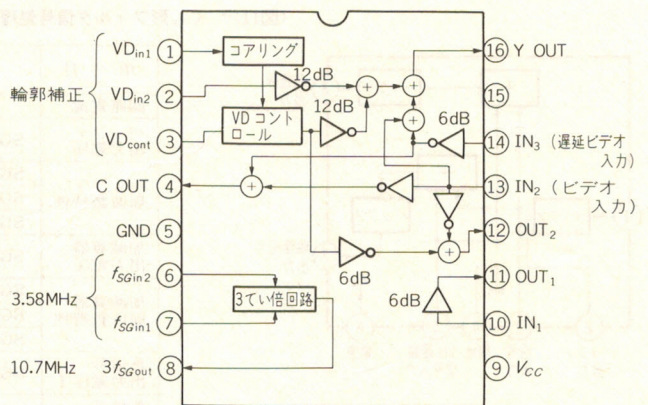 VDin1 ① コアリング ⑯ Y OUT
12dB
輪郭補正 VDin2 ② + + ⑮
12dB
VDcont ③ VDコント
ロール + 6dB
⑭ IN3 (遅延ビデオ
入力)
C OUT ④ + ⑬ IN2 (ビデオ
入力)
GND ⑤ + ⑫ OUT2
6dB
fSGin2 ⑥ ⑪ OUT1
3.58MHz 3てい倍回路 6dB
fSGin1 ⑦ ⑩ IN1
10.7MHz 3fSGout ⑧ ⑨ VCC